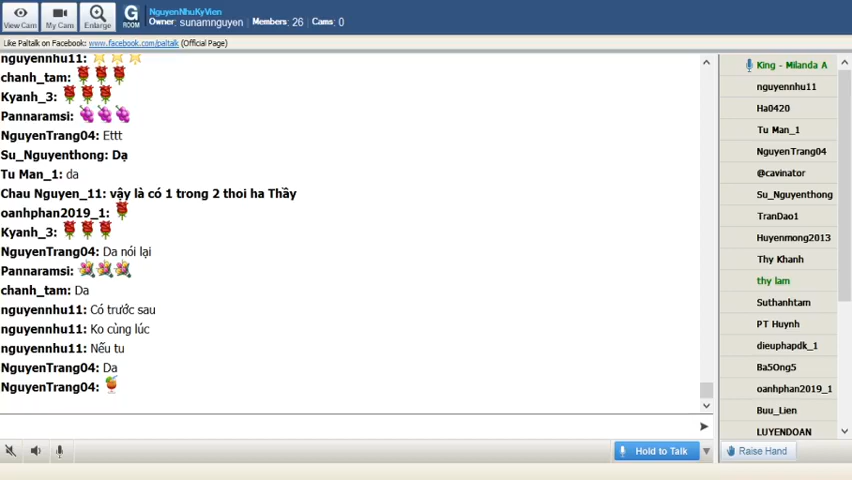 View Cam
My Cam
Enlarge
G
ROOM
NguyenNhuKyVien
Owner: sunamnguyen Members: 26 Cams: 0
Like Paltalk on Facebook: www.facebook.com/paltalk (Official Page)
nguyennhu11:
chanh_tam:
Kyanh_3:
Pannaramsi:
NguyenTrang04: Ettt
Su_Nguyenthong: Dạ
Tu Man_1: da
Chau Nguyen_11: vậy là có 1 trong 2 thoi ha Thầy
oanhphan2019_1:
Kyanh_3:
NguyenTrang04: Da nói lại
Pannaramsi:
chanh_tam: Da
nguyennhu11: Có trước sau
nguyennhu11: Ko cùng lúc
nguyennhu11: Nếu tu
NguyenTrang04: Da
NguyenTrang04:
King - Milanda A
nguyennhu11
Ha0420
Tu Man_1
NguyenTrang04
@cavinator
Su_Nguyenthong
TranDao1
Huyenmong2013
Thy Khanh
thy lam
Suthanhtam
PT Huynh
dieuphapdk_1
Ba5Ong5
oanhphan2019_1
Buu_Lien
LUYENDOAN
Hold to Talk
Raise Hand